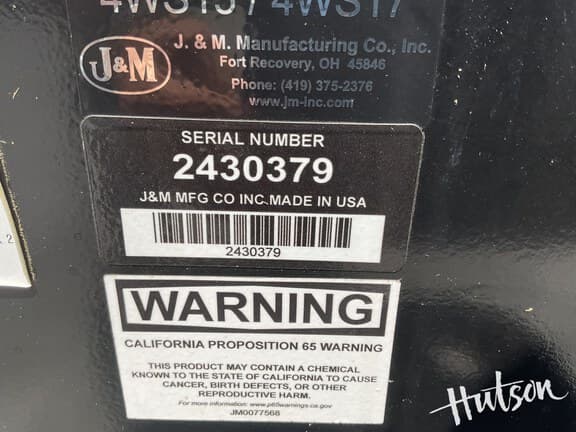 4WS15 / 4WS17
J&M
J. & M. Manufacturing Co., Inc.
Fort Recovery, OH 45846
Phone: (419) 375-2376
www.jm-inc.com
SERIAL NUMBER
2430379
J&M MFG CO INC.MADE IN USA
2430379
WARNING
CALIFORNIA PROPOSITION 65 WARNING
THIS PRODUCT MAY CONTAIN A CHEMICAL
KNOWN TO THE STATE OF CALIFORNIA TO CAUSE
CANCER, BIRTH DEFECTS, OR OTHER
REPRODUCTIVE HARM.
For more information: www.p65warnings.ca.gov
JM0077568
2
Hutson